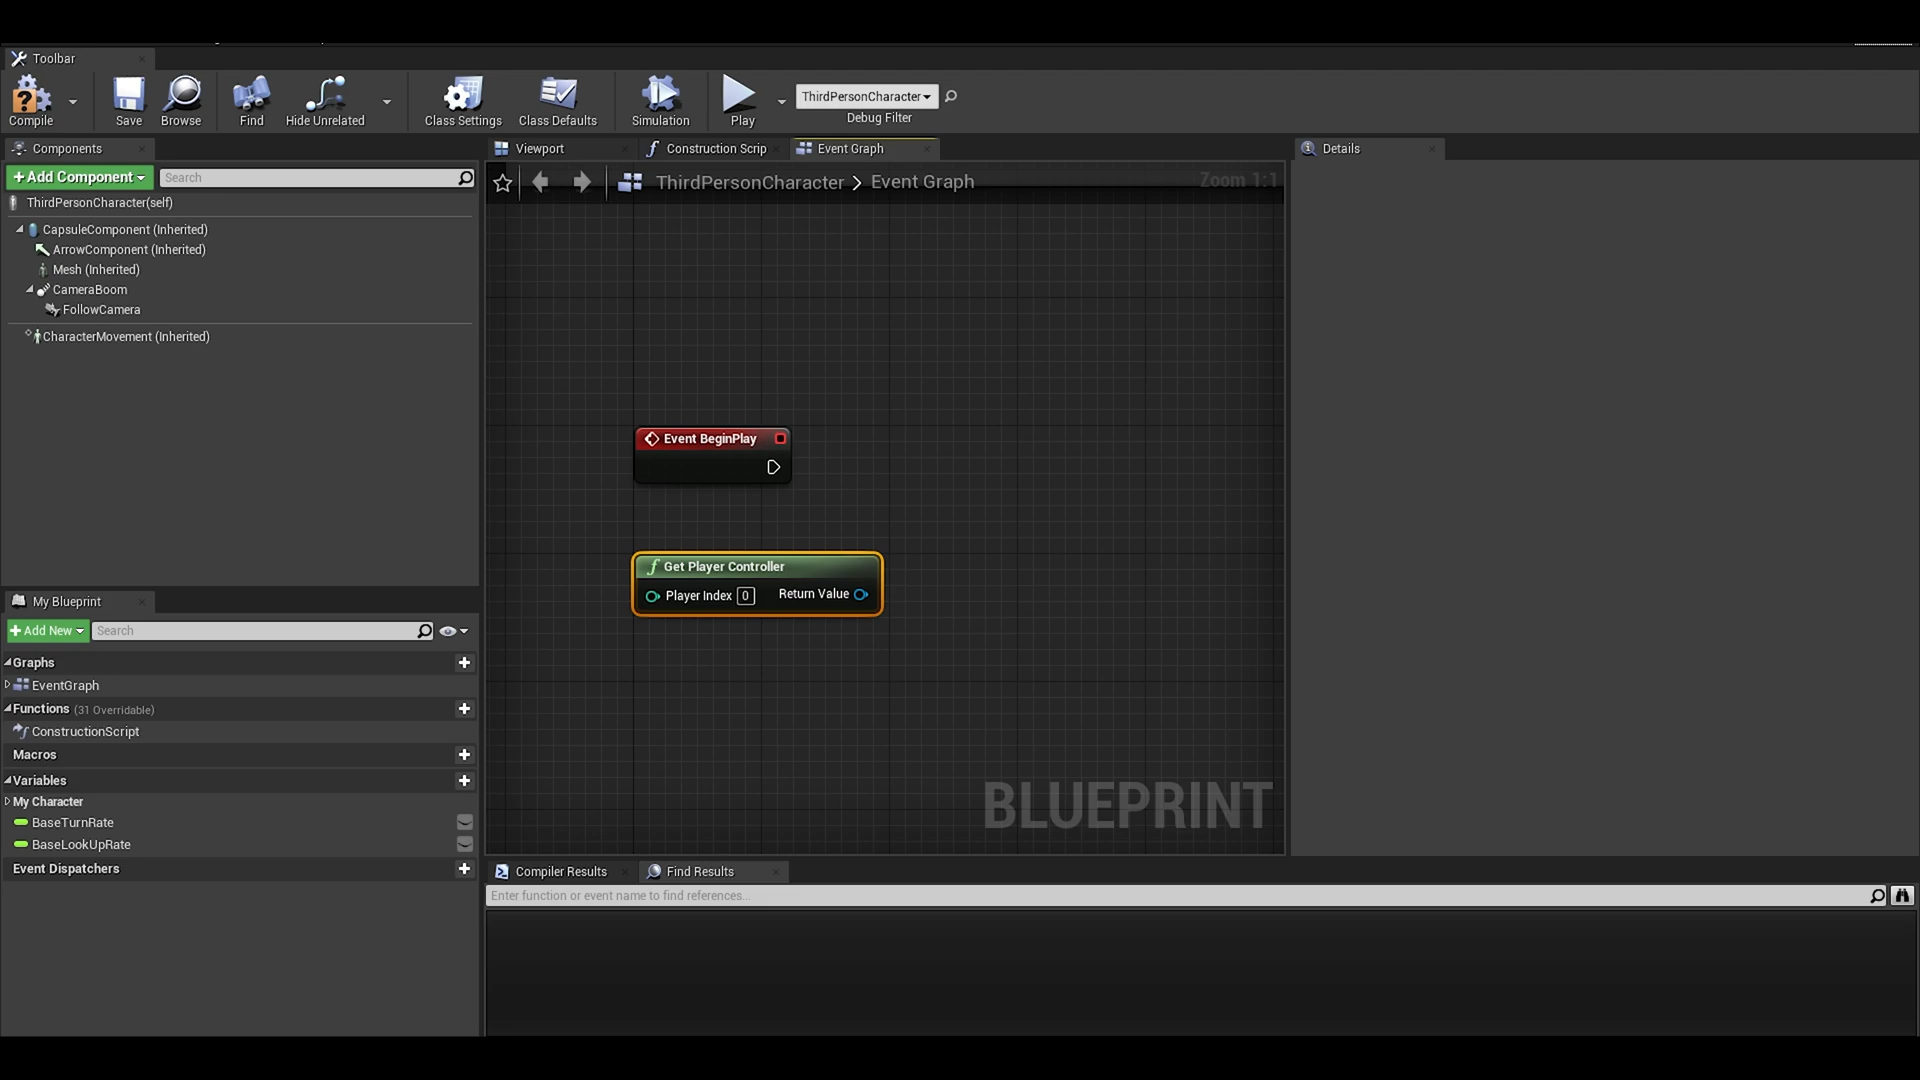 Toolbar
Compile
Save
Browse
Find
Hide Unrelated
Class Settings
Class Defaults
Simulation
Play
ThirdPersonCharacter
Debug Filter
Components
+Add Component
Search
ThirdPersonCharacter(self)
CapsuleComponent (Inherited)
ArrowComponent (Inherited)
Mesh (Inherited)
CameraBoom
FollowCamera
CharacterMovement (Inherited)
My Blueprint
+Add New
Search
Graphs
EventGraph
Functions (31 Overridable)
ConstructionScript
Macros
Variables
My Character
BaseTurnRate
BaseLookUpRate
Event Dispatchers
Viewport
Construction Scrip
Event Graph
ThirdPersonCharacter > Event Graph
Zoom 1:1
Event BeginPlay
Get Player Controller
Player Index 0 Return Value
BLUEPRINT
Compiler Results
Find Results
Enter function or event name to find references...
Details